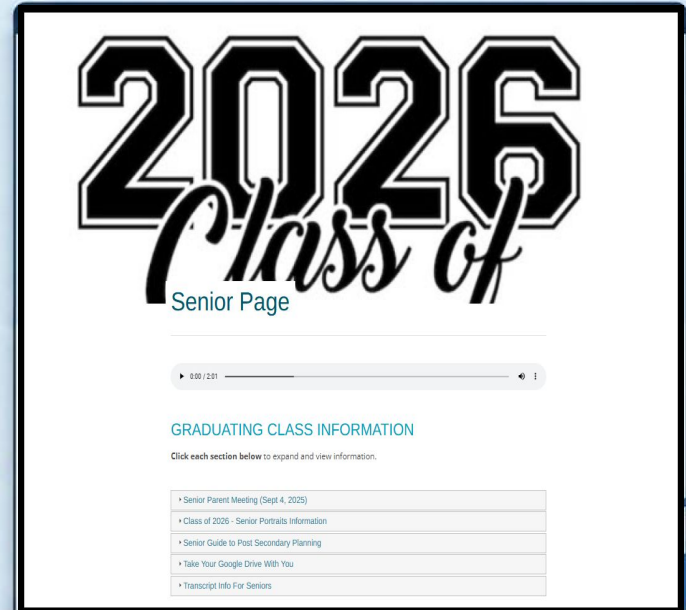 2026
Class of
Senior Page
0:00 / 2:01
GRADUATING CLASS INFORMATION
Click each section below to expand and view information.
Senior Parent Meeting (Sept 4, 2025)
Class of 2026 - Senior Portraits Information
Senior Guide to Post Secondary Planning
Take Your Google Drive With You
Transcript Info For Seniors